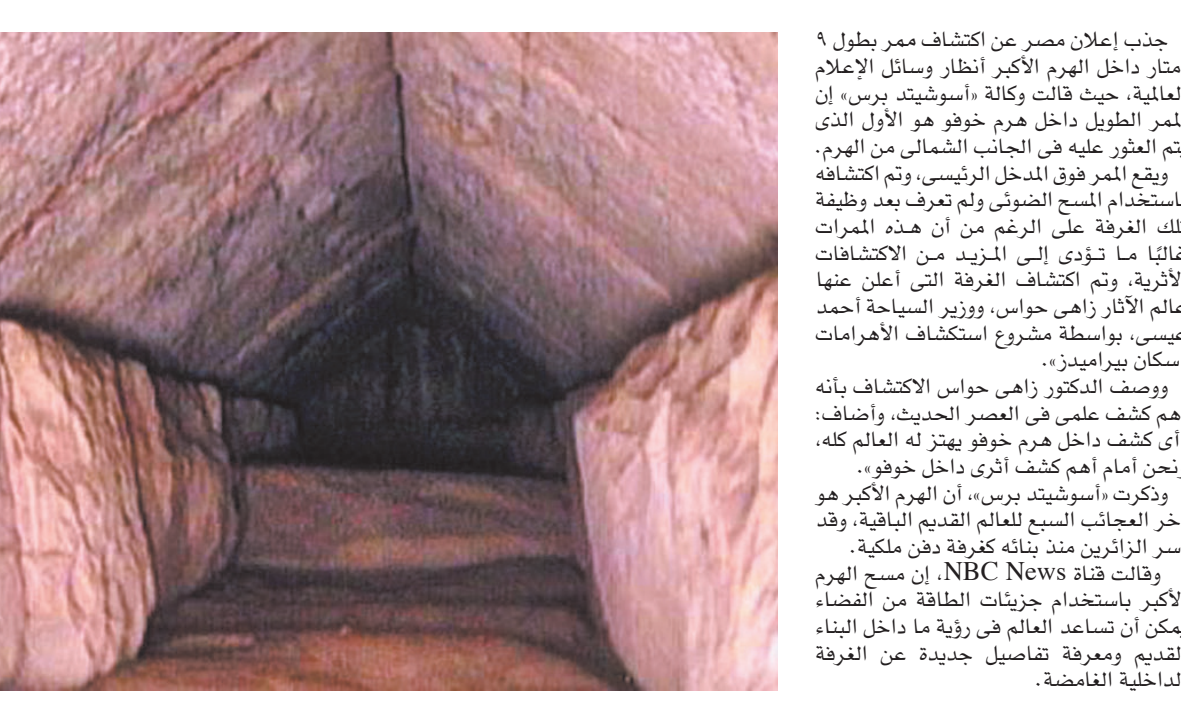 جذب إعلان مصر عن اكتشاف ممر بطول ٩
متار داخل الهرم الأكبر أنظار وسائل الإعلام
لعالمية، حيث قالت وكالة «أسوشيتد برس» إن
لممر الطويل داخل هرم خوفو هو الأول الذى
يتم العثور عليه فى الجانب الشمالى من الهرم.
ويقع الممر فوق المدخل الرئيسى، وتم اكتشافه
باستخدام المسح الضوئى ولم تعرف بعد وظيفة
تلك الغرفة على الرغم من أن هذه الممرات
غالبًا ما تؤدى إلى المزيد من الاكتشافات
لأثرية، وتم اكتشاف الغرفة التى أعلن عنها
عالم الآثار زاهى حواس، ووزير السياحة أحمد
عيسى، بواسطة مشروع استكشاف الأهرامات
سكان بيراميدز».
ووصف الدكتور زاهى حواس الاكتشاف بأنه
هم كشف علمى فى العصر الحديث، وأضاف:
أى كشف داخل هرم خوفو يهتز له العالم كله،
ونحن أمام أهم كشف أثرى داخل خوفو».
وذكرت «أسوشيتد برس»، أن الهرم الأكبر هو
خر العجائب السبع للعالم القديم الباقية، وقد
سر الزائرين منذ بنائه كغرفة دفن ملكية.
وقالت قناة NBC News، إن مسح الهرم
لأكبر باستخدام جزيئات الطاقة من الفضاء
يمكن أن تساعد العالم فى رؤية ما داخل البناء
لقديم ومعرفة تفاصيل جديدة عن الغرفة
لداخلية الغامضة.